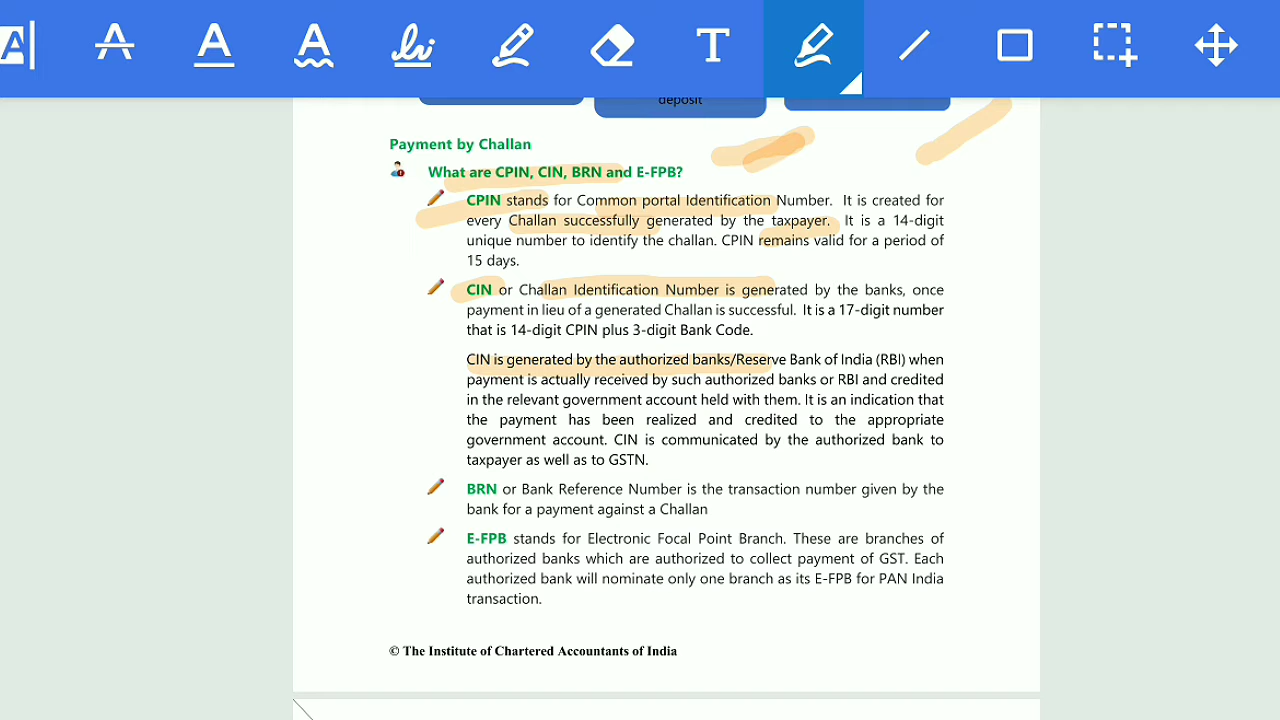 deposit
Payment by Challan
What are CPIN, CIN, BRN and E-FPB?
CPIN stands for Common portal Identification Number. It is created for
every Challan successfully generated by the taxpayer. It is a 14-digit
unique number to identify the challan. CPIN remains valid for a period of
15 days.
CIN or Challan Identification Number is generated by the banks, once
payment in lieu of a generated Challan is successful. It is a 17-digit number
that is 14-digit CPIN plus 3-digit Bank Code.
CIN is generated by the authorized banks/Reserve Bank of India (RBI) when
payment is actually received by such authorized banks or RBI and credited
in the relevant government account held with them. It is an indication that
the payment has been realized and credited to the appropriate
government account. CIN is communicated by the authorized bank to
taxpayer as well as to GSTN.
BRN or Bank Reference Number is the transaction number given by the
bank for a payment against a Challan
E-FPB stands for Electronic Focal Point Branch. These are branches of
authorized banks which are authorized to collect payment of GST. Each
authorized bank will nominate only one branch as its E-FPB for PAN India
transaction.
© The Institute of Chartered Accountants of India